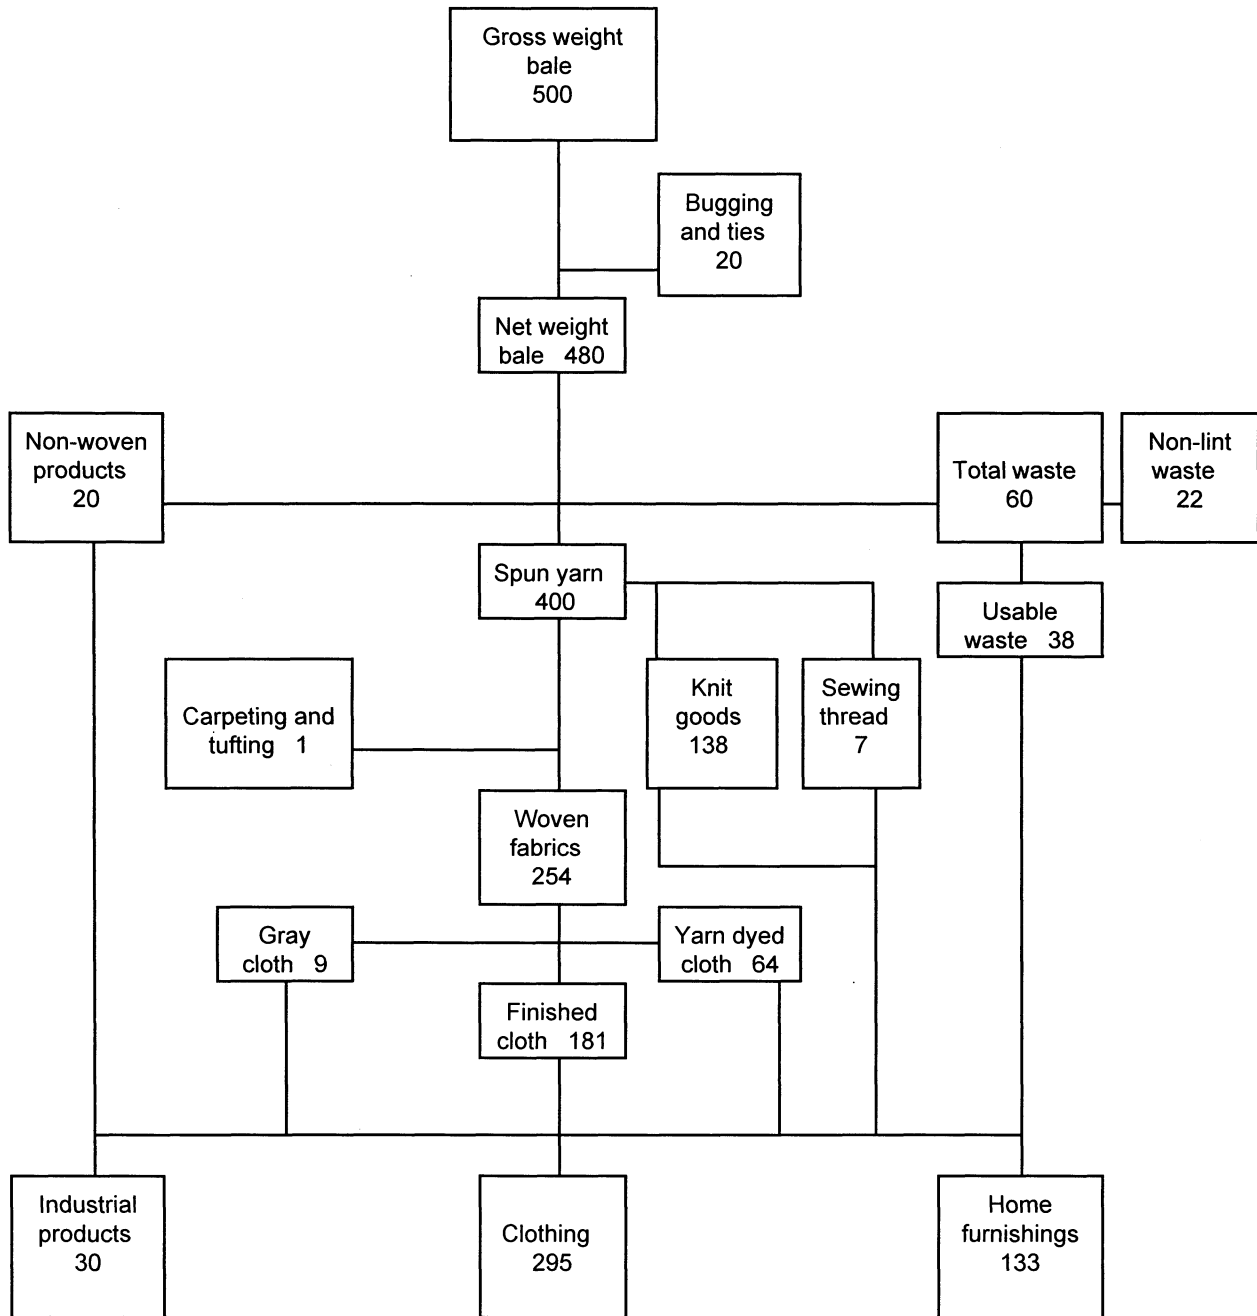 Gross weight
bale
500
Bugging
and ties
20
Net weight
bale 480
Non-woven
products
20
Total waste
60
Non-lint
waste
22
Spun yarn
400
Usable
waste 38
Carpeting and
tufting 1
Knit
goods
138
Sewing
thread
7
Woven
fabrics
254
Gray
cloth 9
Yarn dyed
cloth 64
Finished
cloth 181
Industrial
products
30
Clothing
295
Home
furnishings
133